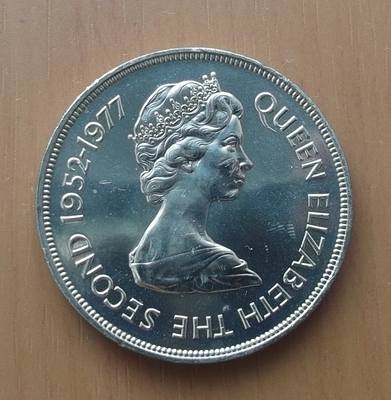 QUEEN ELIZABETH THE SECOND 1952-1977